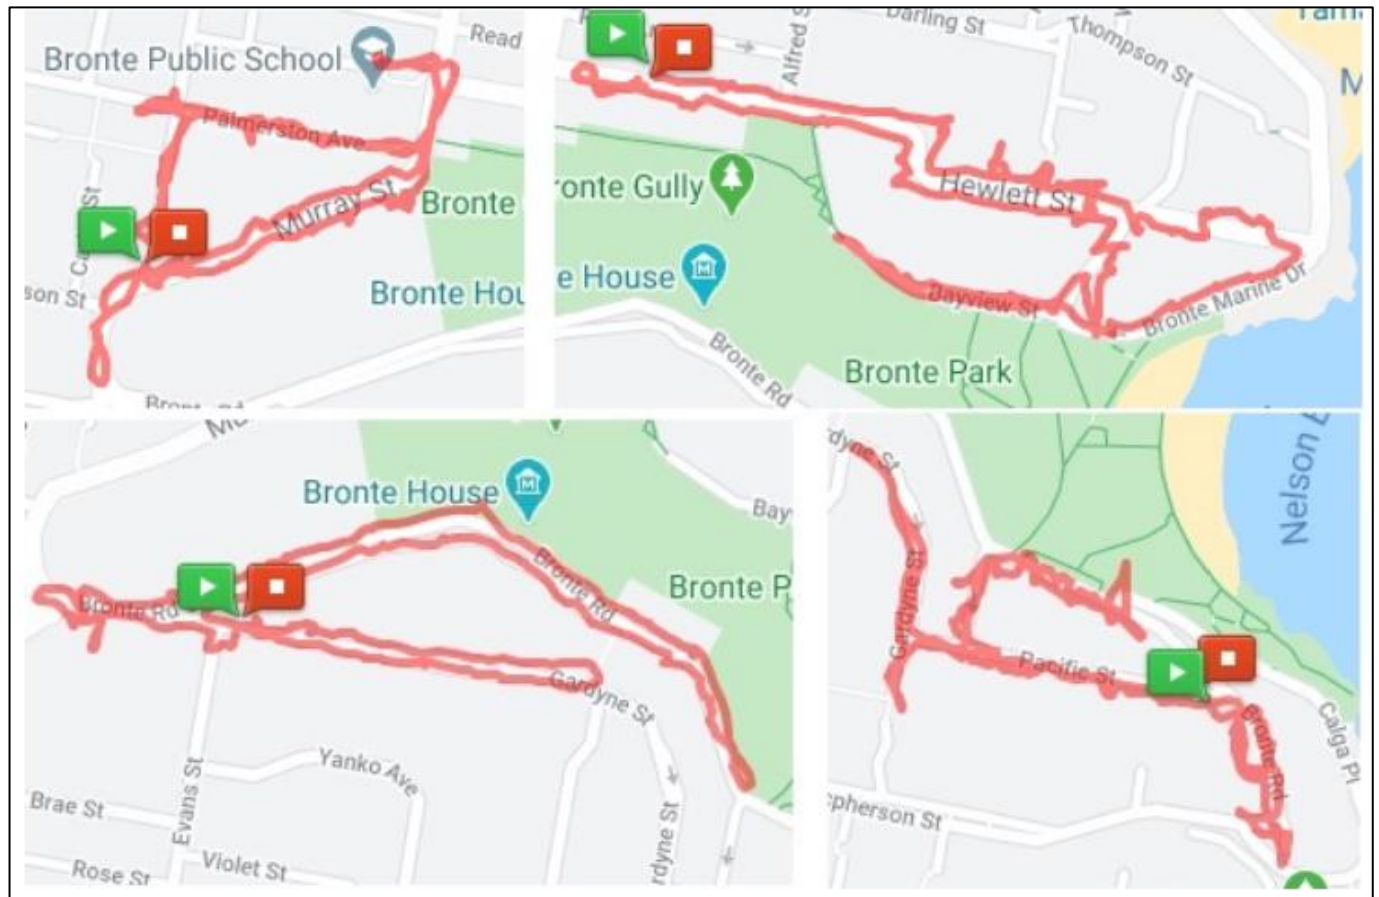 Bronte Public School
Read
Palmerston Ave
Murray St
Bronte
St
son St
Bronte Hou
Alfred S
Darling St
Thompson St
M
ronte Gully
Hewlett St
e House
Bayview St
Bronte Marine Dr
Bronte Park
Bronte Rd
Bronte House
Bay
Bronte Rd
Bronte Rd
Bronte P
Gardyne St
Yanko Ave
Brae St
Evans St
Violet St
Rose St
rdyne St
rdyne St
Gardyne St
Pacific St
Bronte Rd
Calga Pl
cpherson St
Nelson